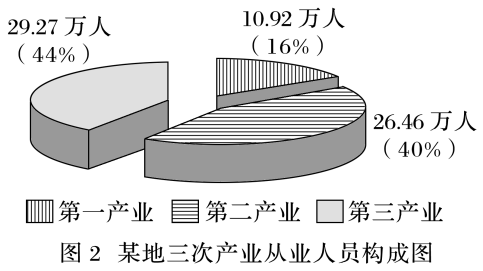 29.27 万人
（44%）
10.92 万人
（16%）
26.46 万人
（40%）
第一产业 第二产业 第三产业
图 2 某地三次产业从业人员构成图